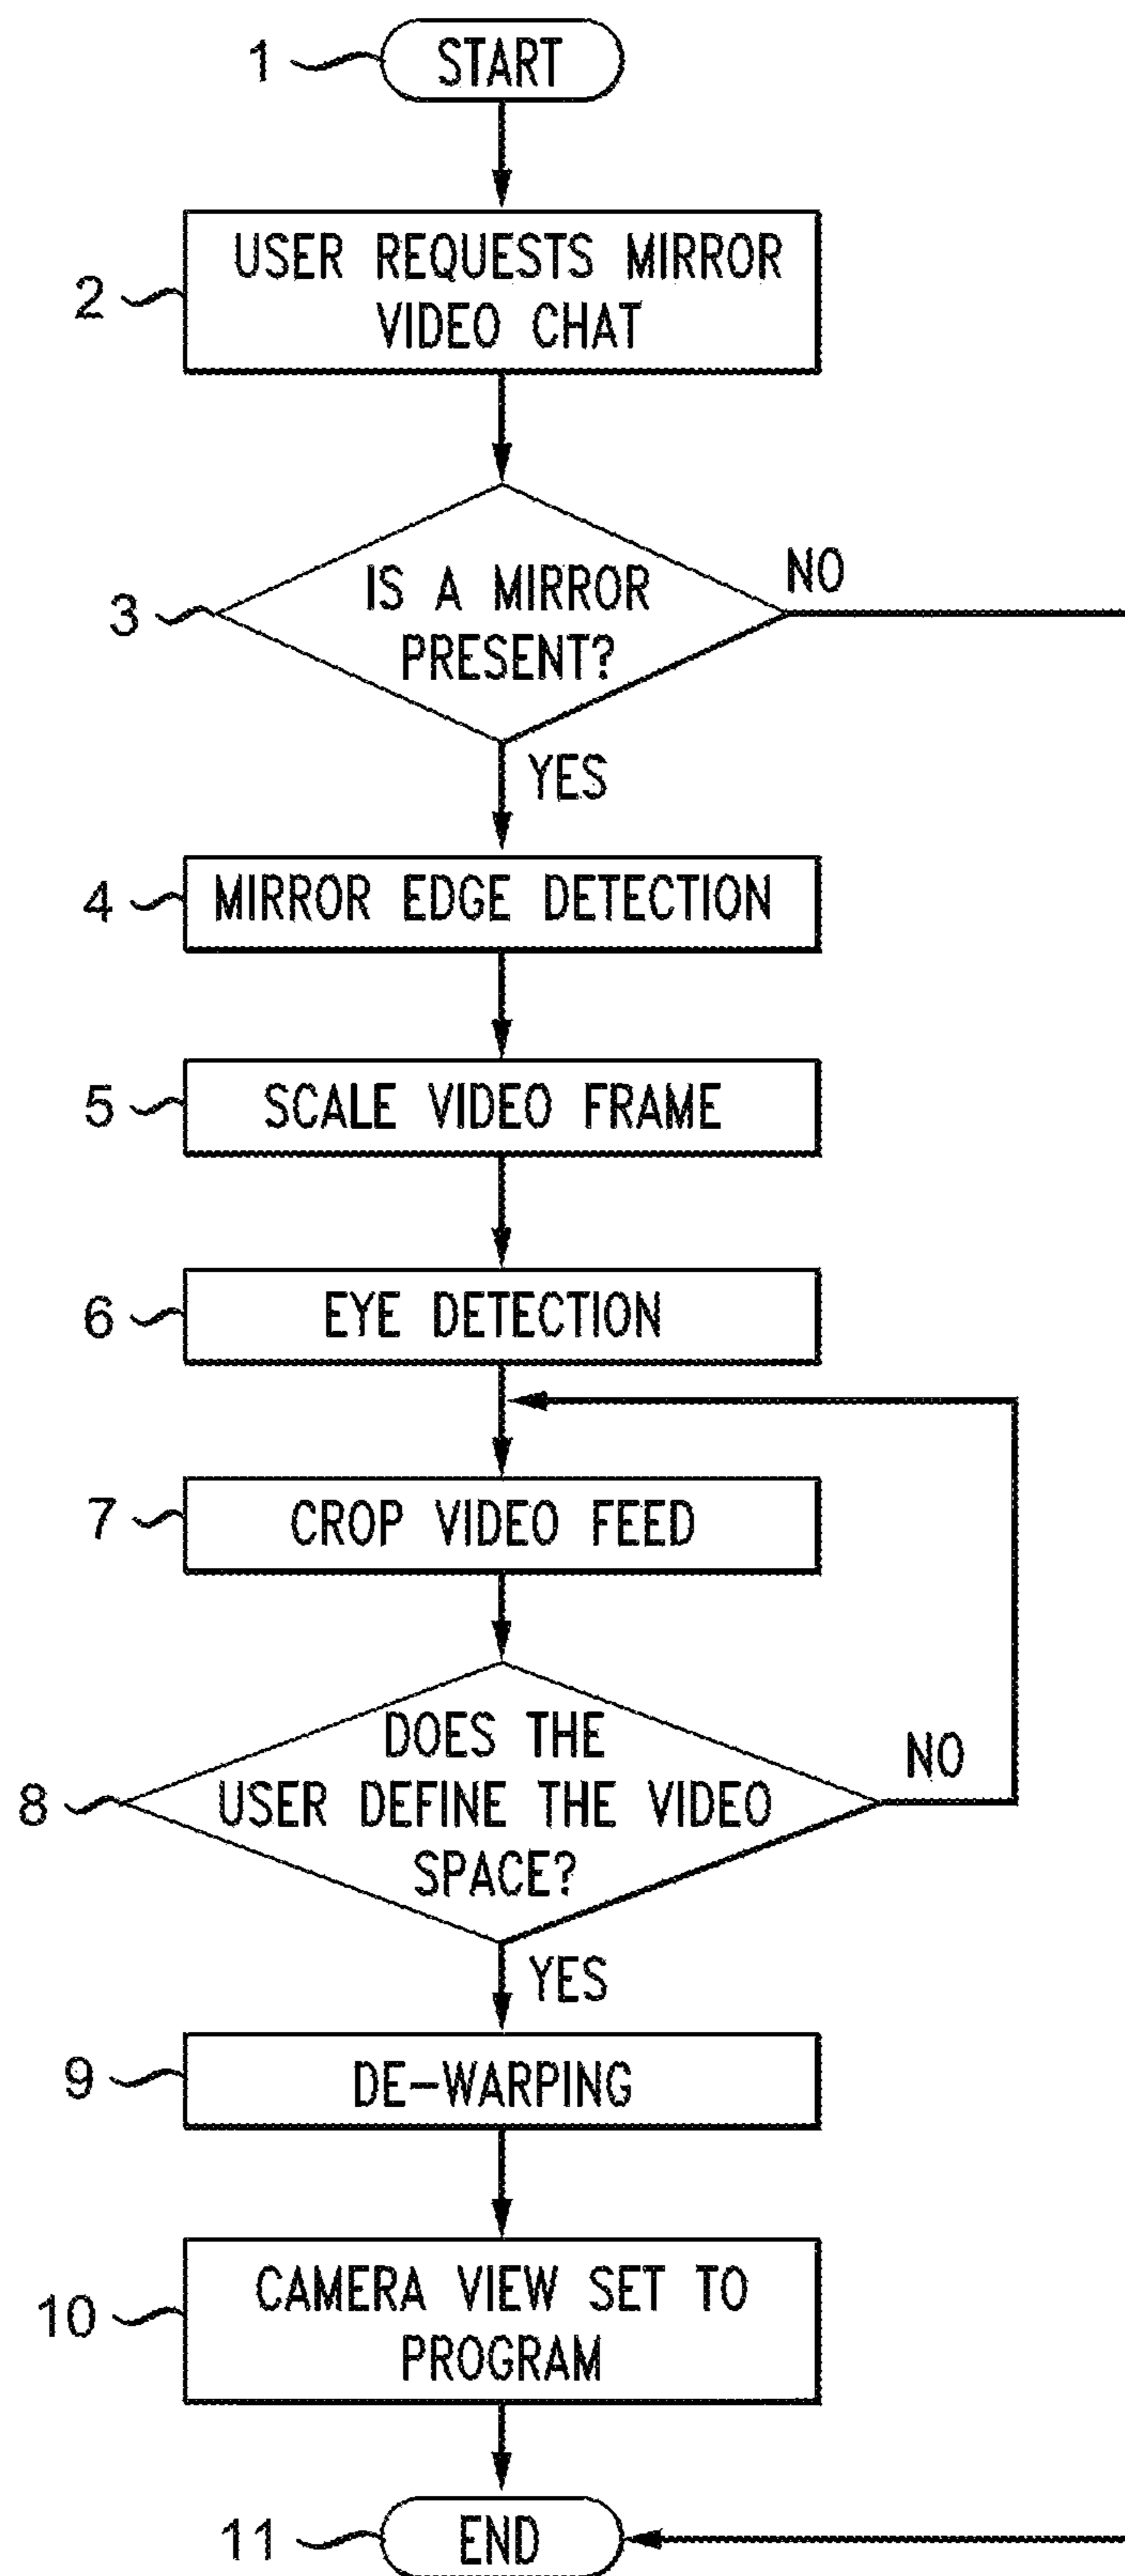 1 START
2 USER REQUESTS MIRROR
VIDEO CHAT
3 IS A MIRROR
PRESENT?
NO
YES
4 MIRROR EDGE DETECTION
5 SCALE VIDEO FRAME
6 EYE DETECTION
7 CROP VIDEO FEED
8 DOES THE
USER DEFINE THE VIDEO
SPACE?
NO
YES
9 DE-WARPING
10 CAMERA VIEW SET TO
PROGRAM
11 END